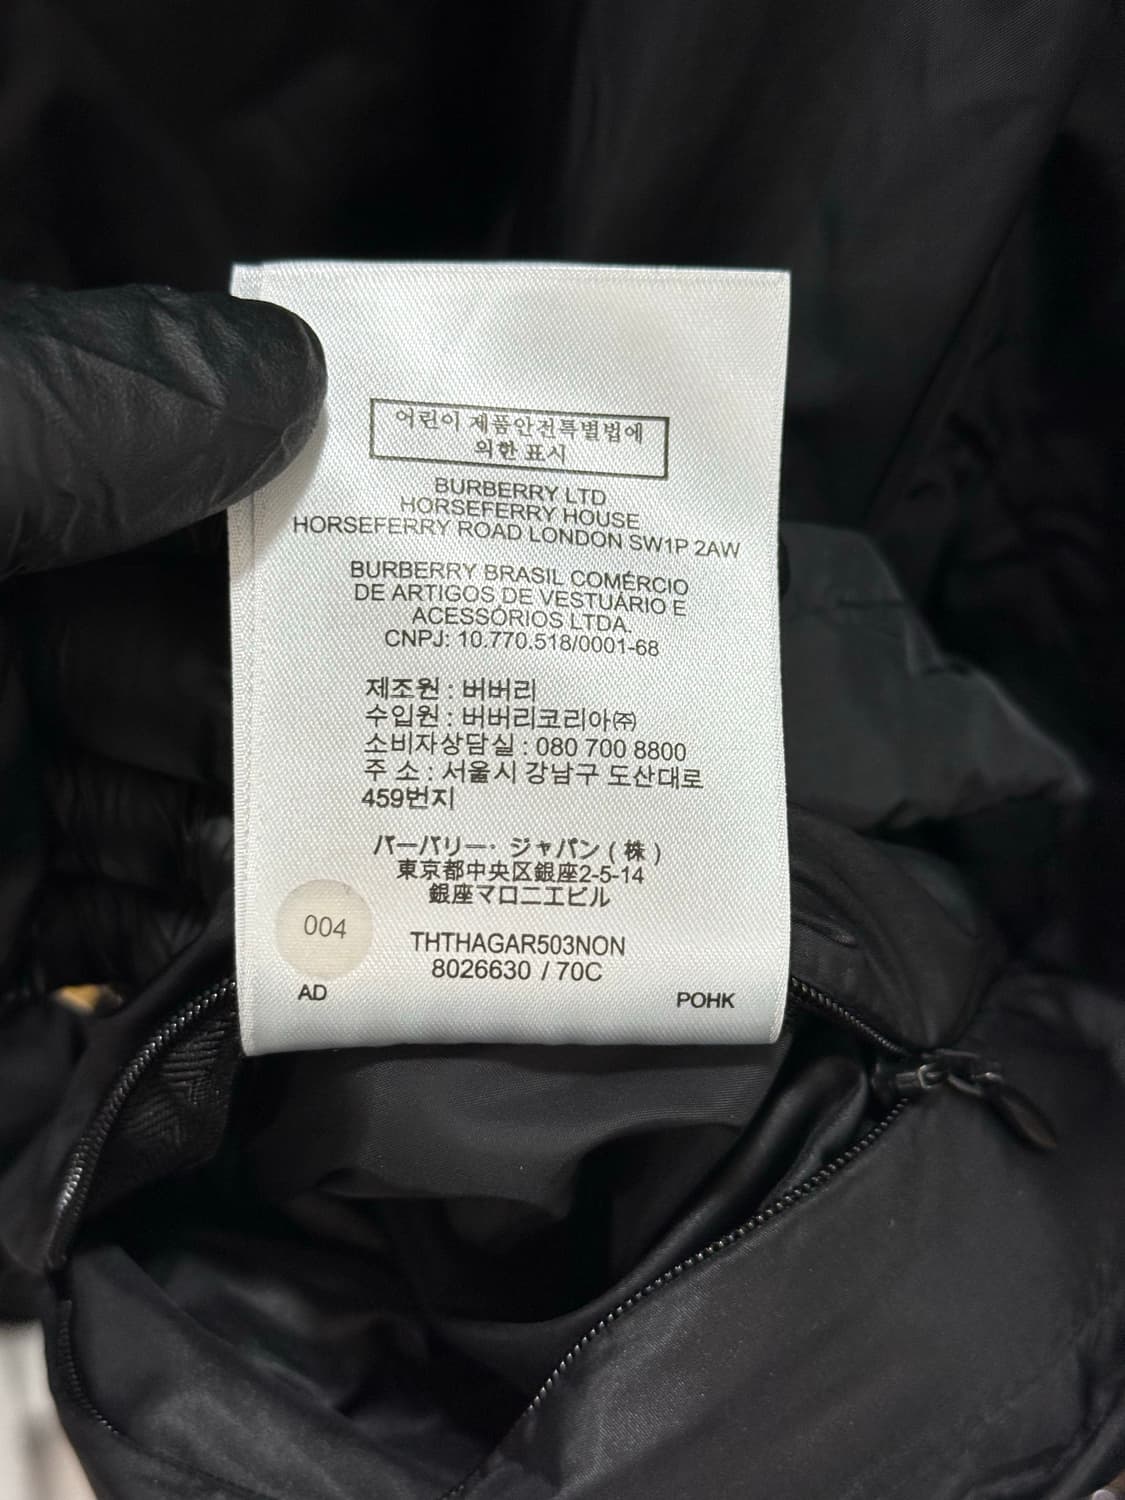 어린이 제품안전특별법에
의한 표시
BURBERRY LTD
HORSEFERRY HOUSE
HORSEFERRY ROAD LONDON SW1P 2AW
BURBERRY BRASIL COMÉRCIO
DE ARTIGOS DE VESTUÁRIO E
ACESSÓRIOS LTDA.
CNPJ: 10.770.518/0001-68
제조원 : 버버리
수입원 : 버버리코리아㈜
소비자상담실 : 080 700 8800
주 소 : 서울시 강남구 도산대로
459번지
バーバリー・ジャパン ( 株 )
東京都中央区銀座2-5-14
銀座マロニエビル
004
THTHAGAR503NON
8026630 / 70C
AD
POHK